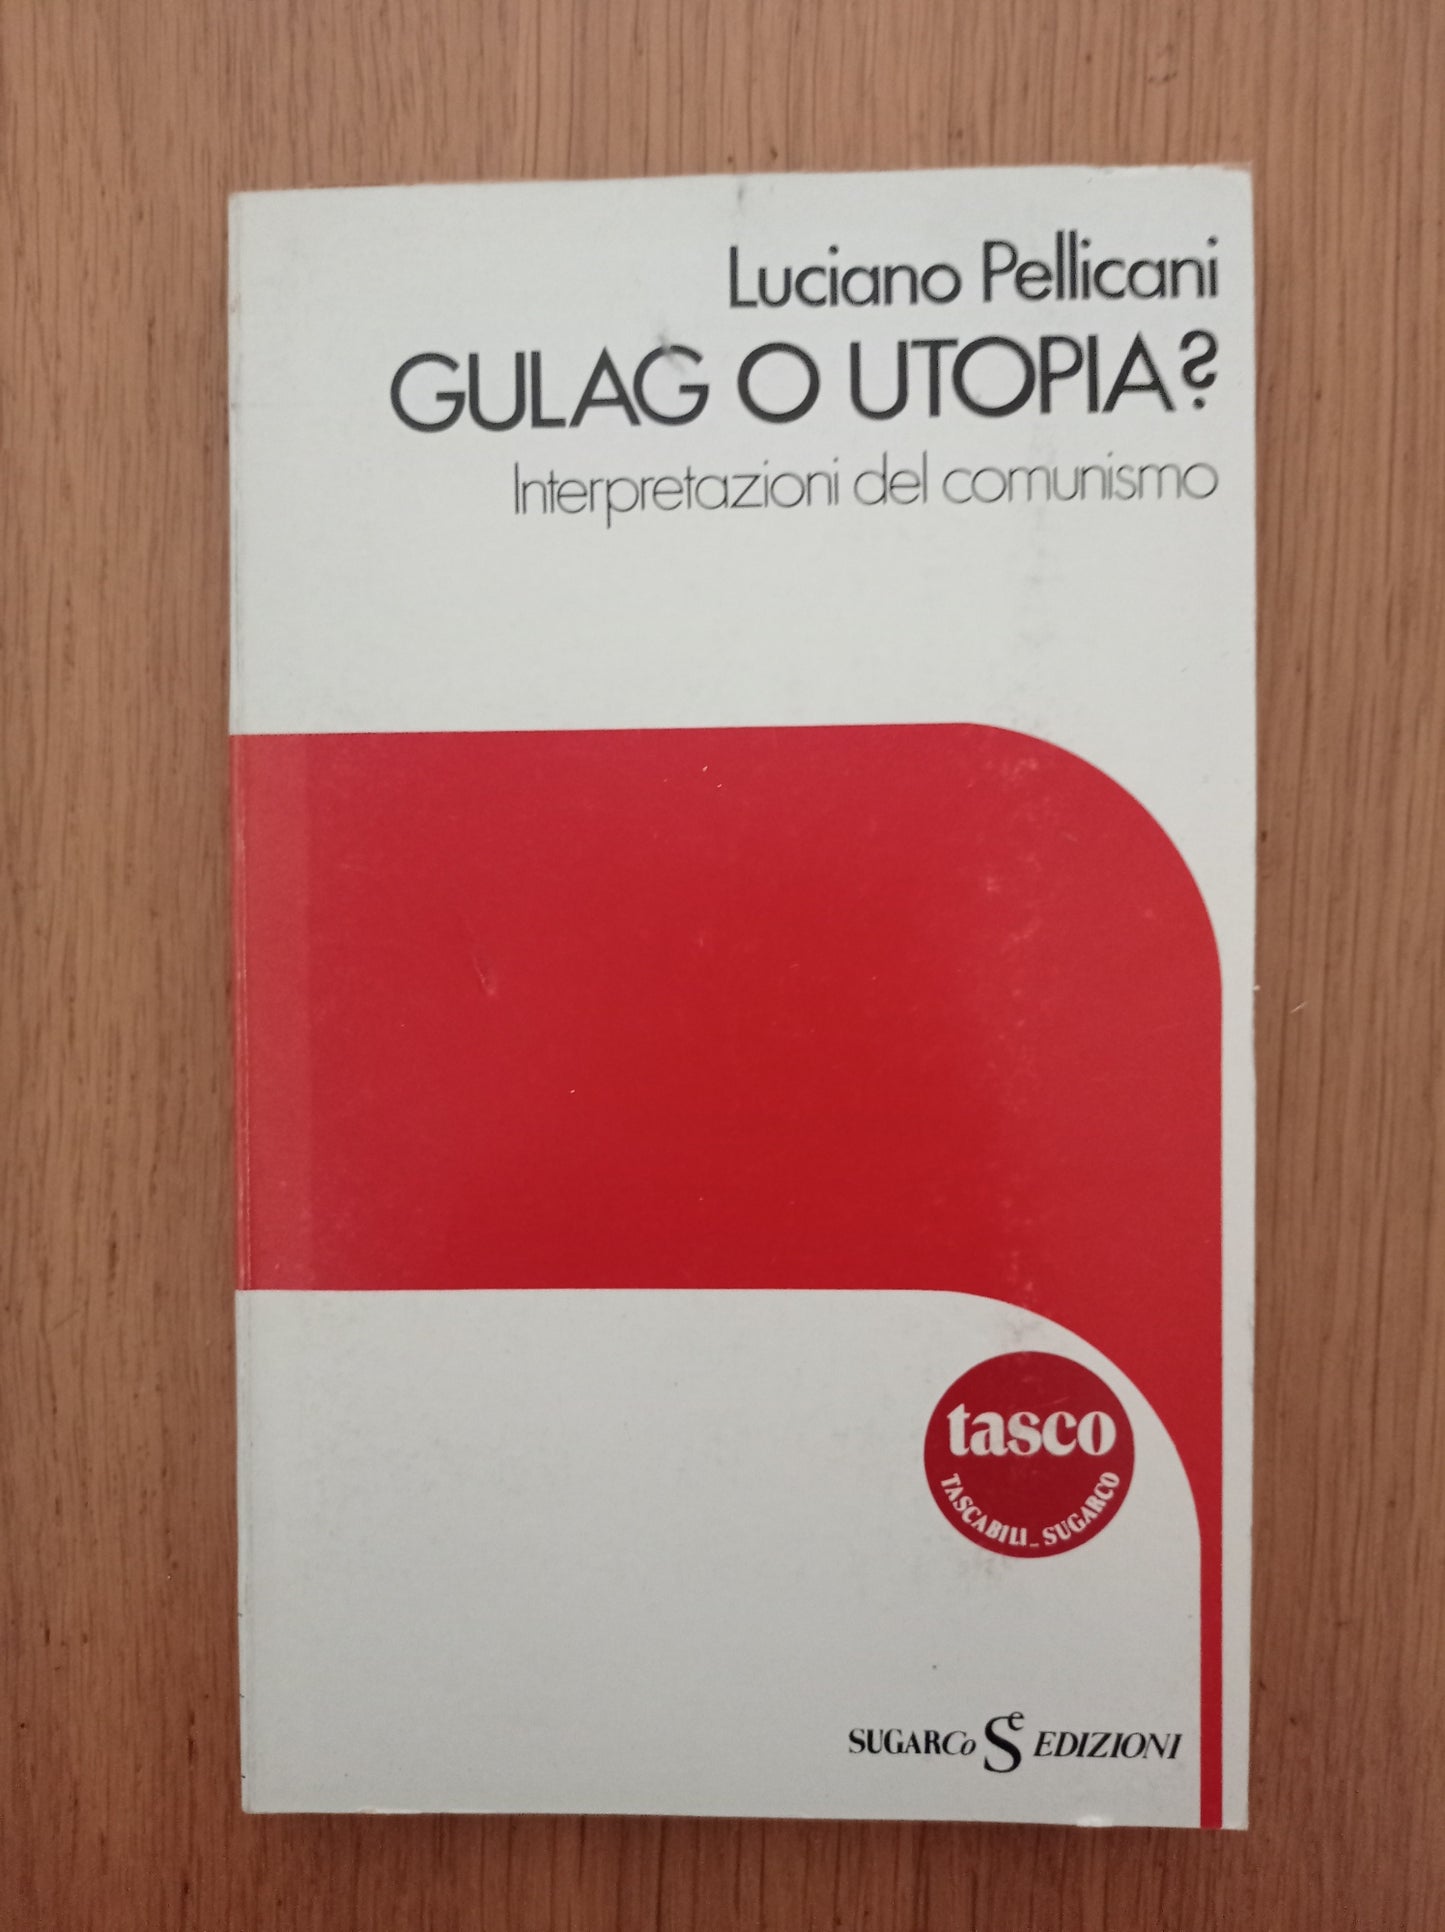 Luciano Pellicani
GULAG O UTOPIA?
Interpretazioni del comunismo
tasco
TASCABILI_SUGARCO
SUGARCo Se EDIZIONI